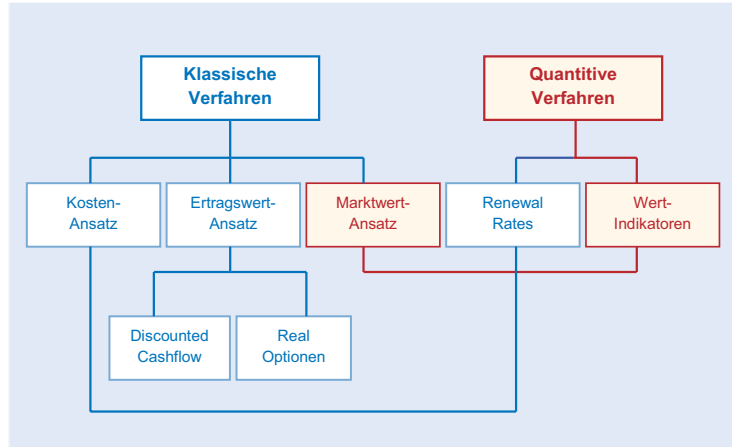 Klassische
Verfahren
Quantitive
Verfahren
Kosten-
Ansatz
Ertragswert-
Ansatz
Marktwert-
Ansatz
Renewal
Rates
Wert-
Indikatoren
Discounted
Cashflow
Real
Optionen